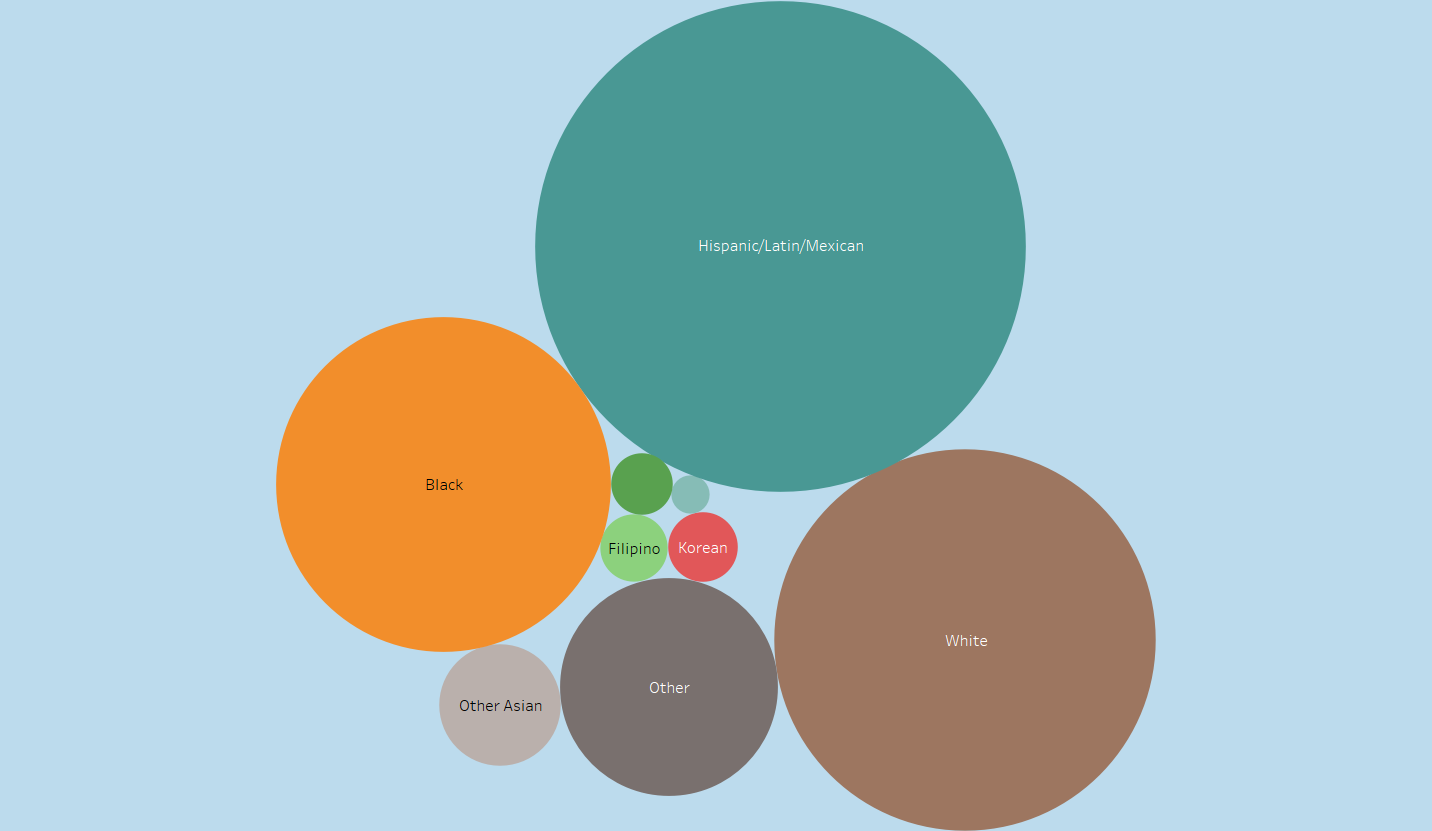 Hispanic/Latin/Mexican
Black
Filipino
Korean
White
Other
Other Asian